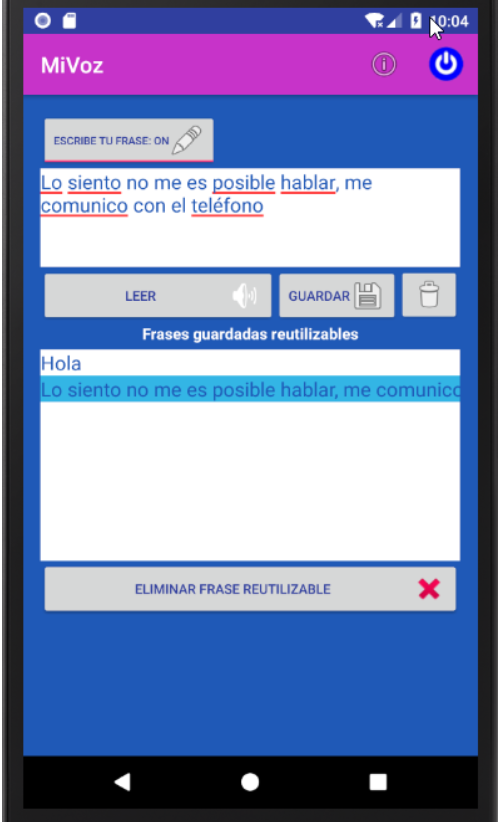 10:04
MiVoz
ESCRIBE TU FRASE: ON
Lo siento no me es posible hablar, me
comunico con el teléfono
LEER
GUARDAR
Frases guardadas reutilizables
Hola
Lo siento no me es posible hablar, me comunico
ELIMINAR FRASE REUTILIZABLE